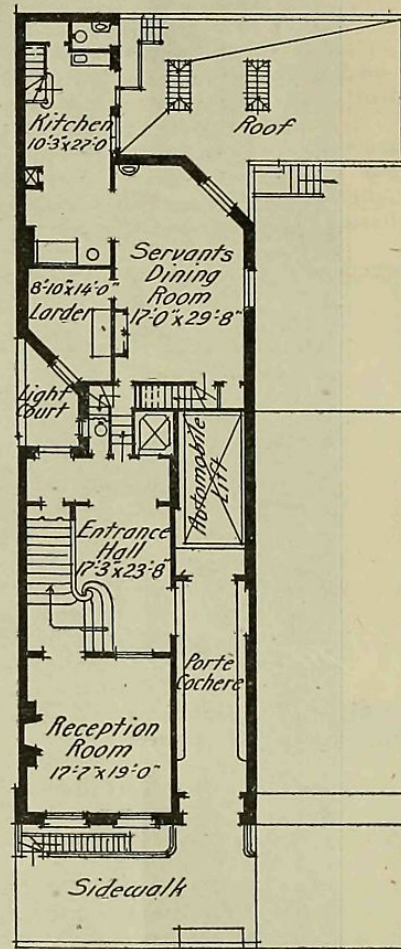 Kitchen
10'-3"x27'-0
Roof
Servants
Dining
Room
17'-0"x29'-8"
8'-10"x14'-0"
Larder
Light
Court
Automobile
Lift
Entrance
Hall
17'-3"x23'-8"
Porte
Cochere
Reception
Room
17'-7"x19'-0"
Sidewalk